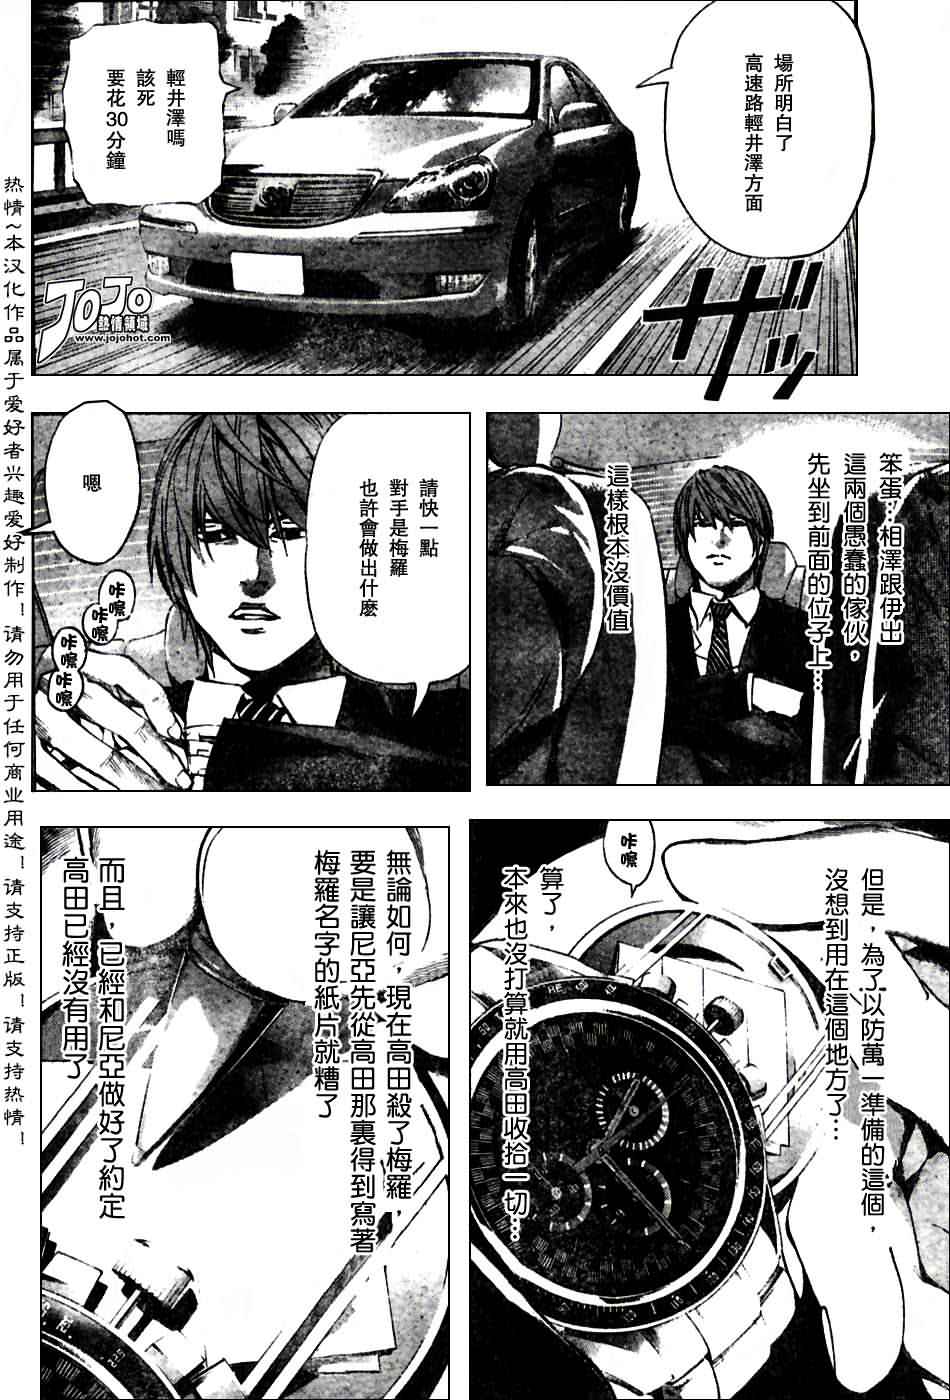 場所明白了
高速路輕井澤方面
輕井澤嗎
該死
要花30分鐘
ザッ
JOJO
熱情領域
www.jojohot.com
笨蛋…相澤跟伊出
這兩個愚蠢的傢伙，
先坐到前面的位子上…
這樣根本沒價值
請快一點
對手是梅羅
也許會做出什麼
嗯
咔嚓
咔嚓
咔嚓
咔嚓
咔嚓
但是，為了以防萬一準備的這個，
沒想到用在這個地方了…
算了，
本來也沒打算就用高田收拾一切…
無論如何，現在高田殺了梅羅，
要是讓尼亞先從高田那裏得到寫著
梅羅名字的紙片就糟了
而且，已經和尼亞做好了約定
高田已經沒有用了
热情~本汉化作品属于爱好者兴趣爱好制作！请勿用于任何商业用途！请支持正版！请支持热情！